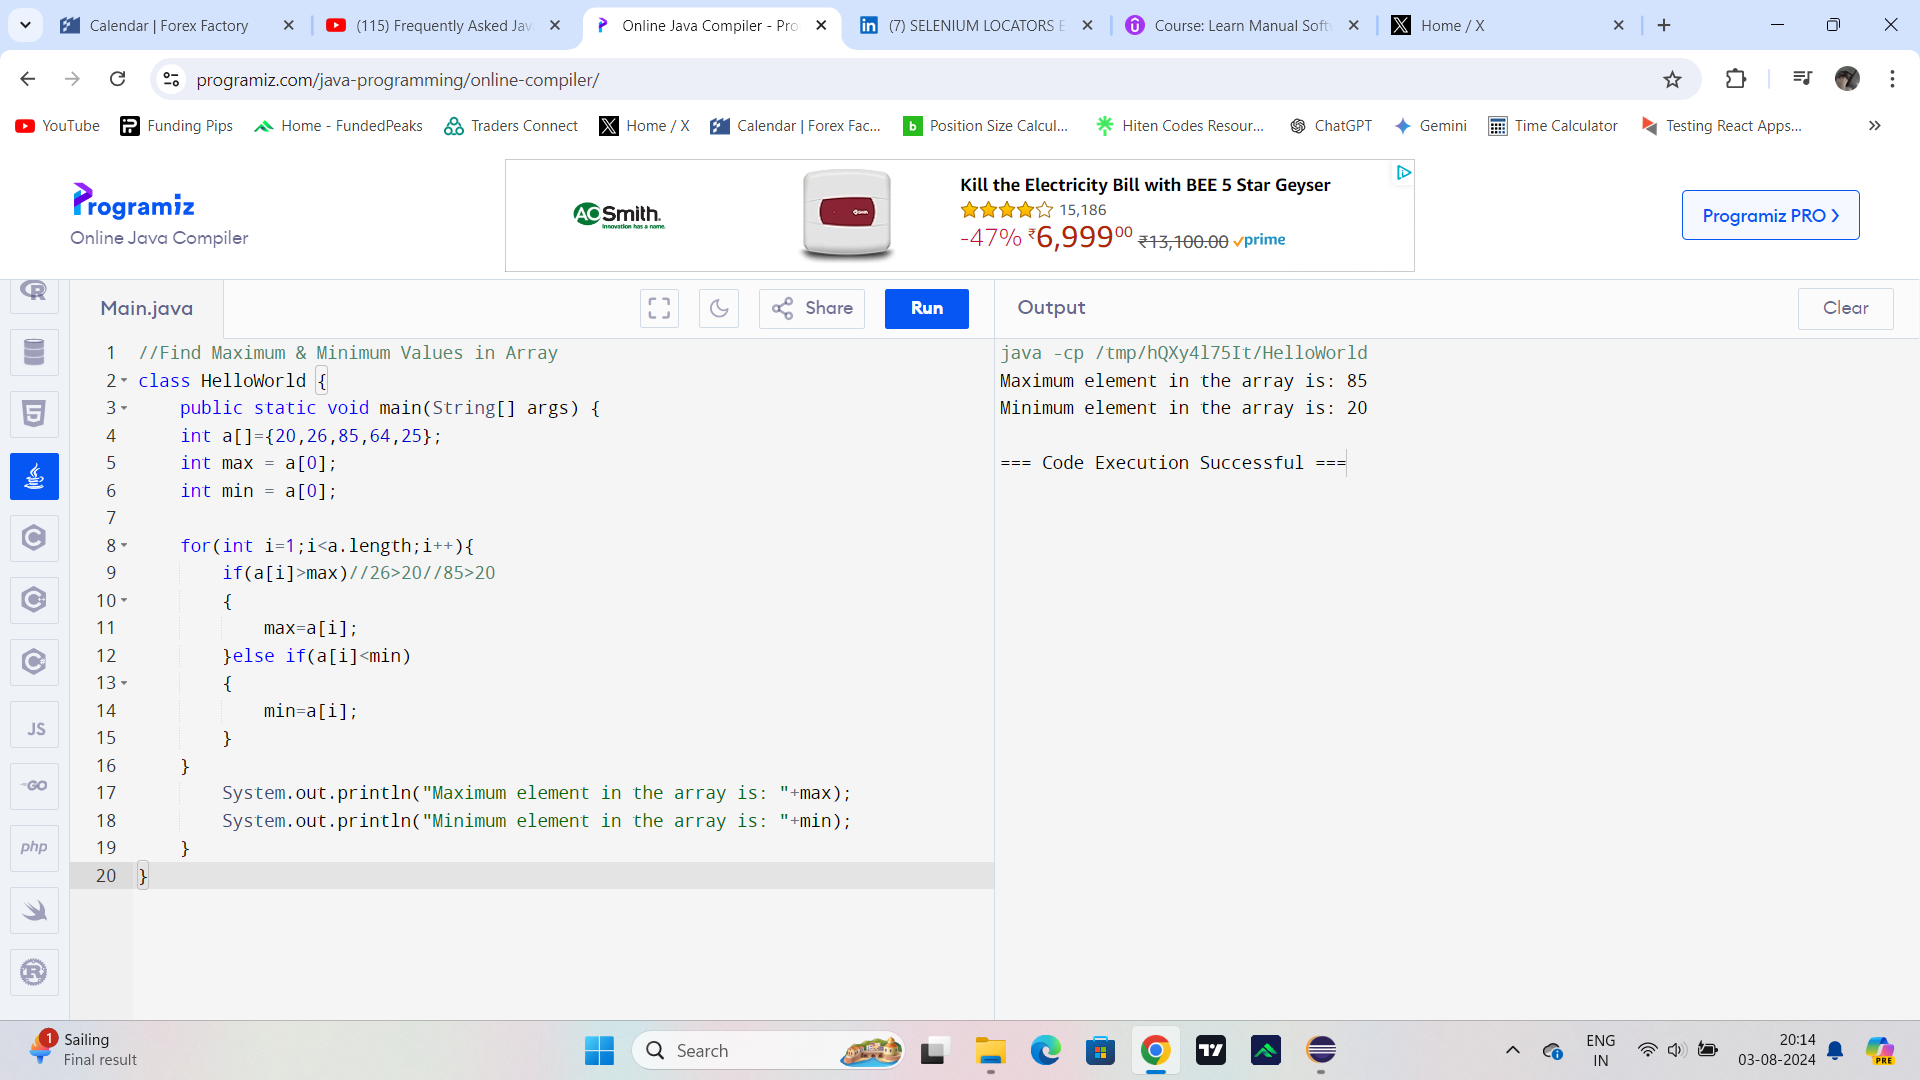 Calendar | Forex Factory
(115) Frequently Asked Jav
Online Java Compiler - Pro
(7) SELENIUM LOCATORS E
Course: Learn Manual Soft
Home / X
programiz.com/java-programming/online-compiler/
YouTube
Funding Pips
Home - FundedPeaks
Traders Connect
Home / X
Calendar | Forex Fac...
Position Size Calcul...
Hiten Codes Resour...
ChatGPT
Gemini
Time Calculator
Testing React Apps...
Programiz
Online Java Compiler
AO Smith.
Innovation has a name.
Kill the Electricity Bill with BEE 5 Star Geyser
15,186
-47% ₹6,99900 ₹13,100.00 prime
Programiz PRO
Main.java
Share
Run
Output
Clear
1 //Find Maximum & Minimum Values in Array
2 class HelloWorld {
3 public static void main(String[] args) {
4 int a[]={20,26,85,64,25};
5 int max = a[0];
6 int min = a[0];
7
8 for(int i=1;i<a.length;i++){
9 if(a[i]>max)//26>20//85>20
10 {
11 max=a[i];
12 }else if(a[i]<min)
13 {
14 min=a[i];
15 }
16 }
17 System.out.println("Maximum element in the array is: "+max);
18 System.out.println("Minimum element in the array is: "+min);
19 }
20 }
java -cp /tmp/hQXy4l75It/HelloWorld
Maximum element in the array is: 85
Minimum element in the array is: 20
=== Code Execution Successful ===
R
5
C
C
C
JS
GO
php
R
1
Sailing
Final result
Search
ENG
IN
20:14
03-08-2024
PRE